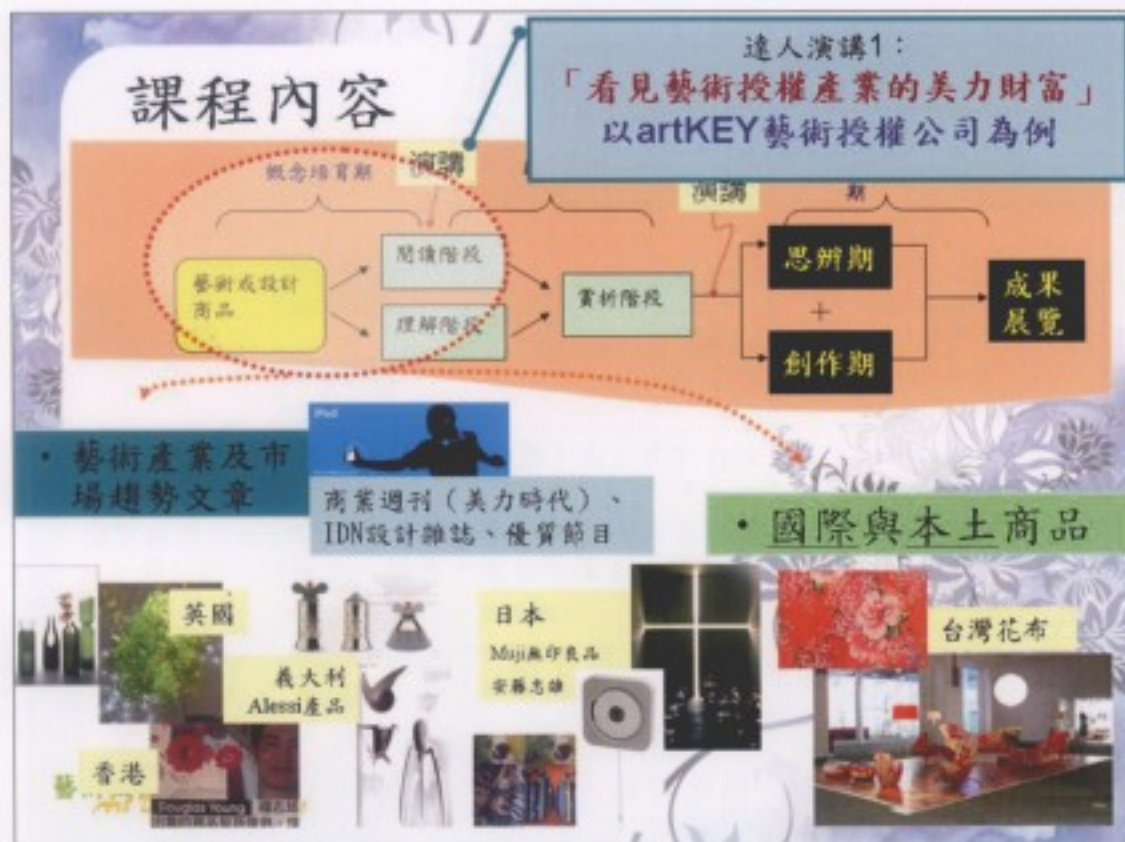 課程內容
達人演講1：
「看見藝術授權產業的美力財富」
以artKEY藝術授權公司為例
概念培育期
演講
演講
期
藝術或設計
商品
閱讀階段
理解階段
賞析階段
思辨期
+
創作期
成果
展覽
• 藝術產業及市
場趨勢文章
iPod
商業週刊（美力時代）、
IDN設計雜誌、優質節目
• 國際與本土商品
英國
義大利
Alessi產品
日本
Muji無印良品
安藤忠雄
台灣花布
香港
藝
Douglas Young